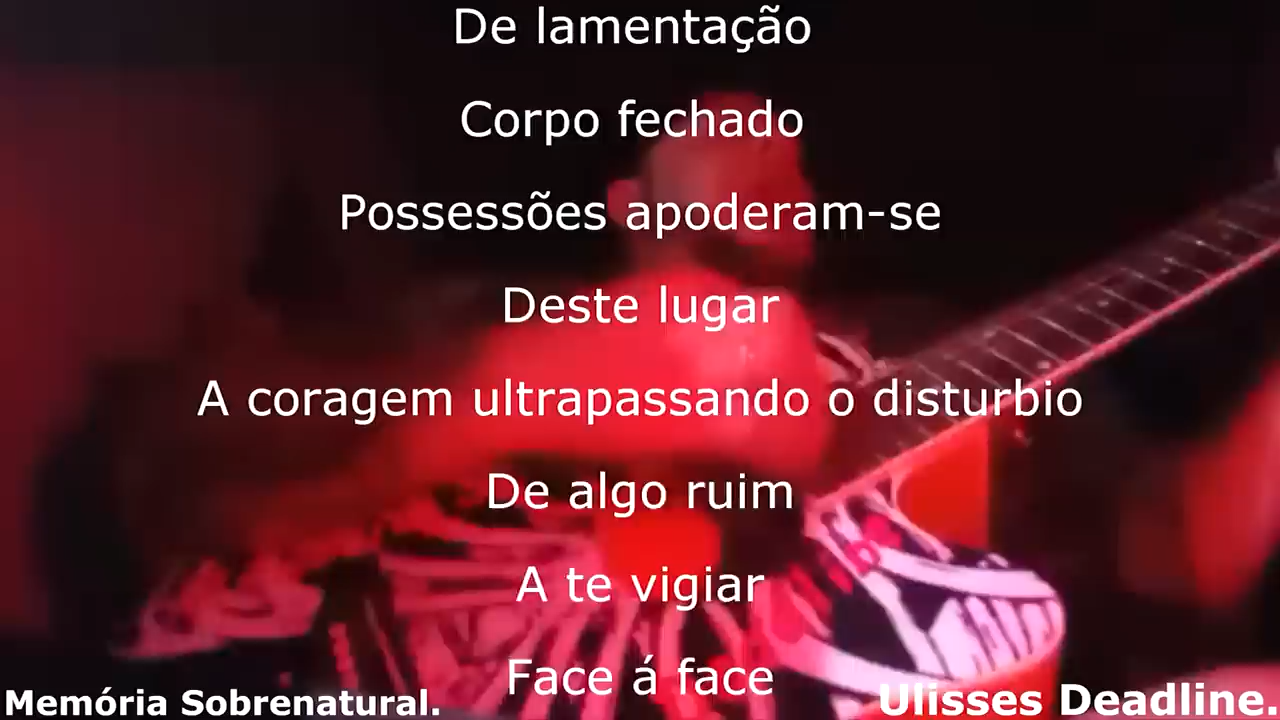 De lamentação
Corpo fechado
Possessões apoderam-se
Deste lugar
A coragem ultrapassando o disturbio
De algo ruim
A te vigiar
Face á face
Memória Sobrenatural.
Ulisses Deadline.